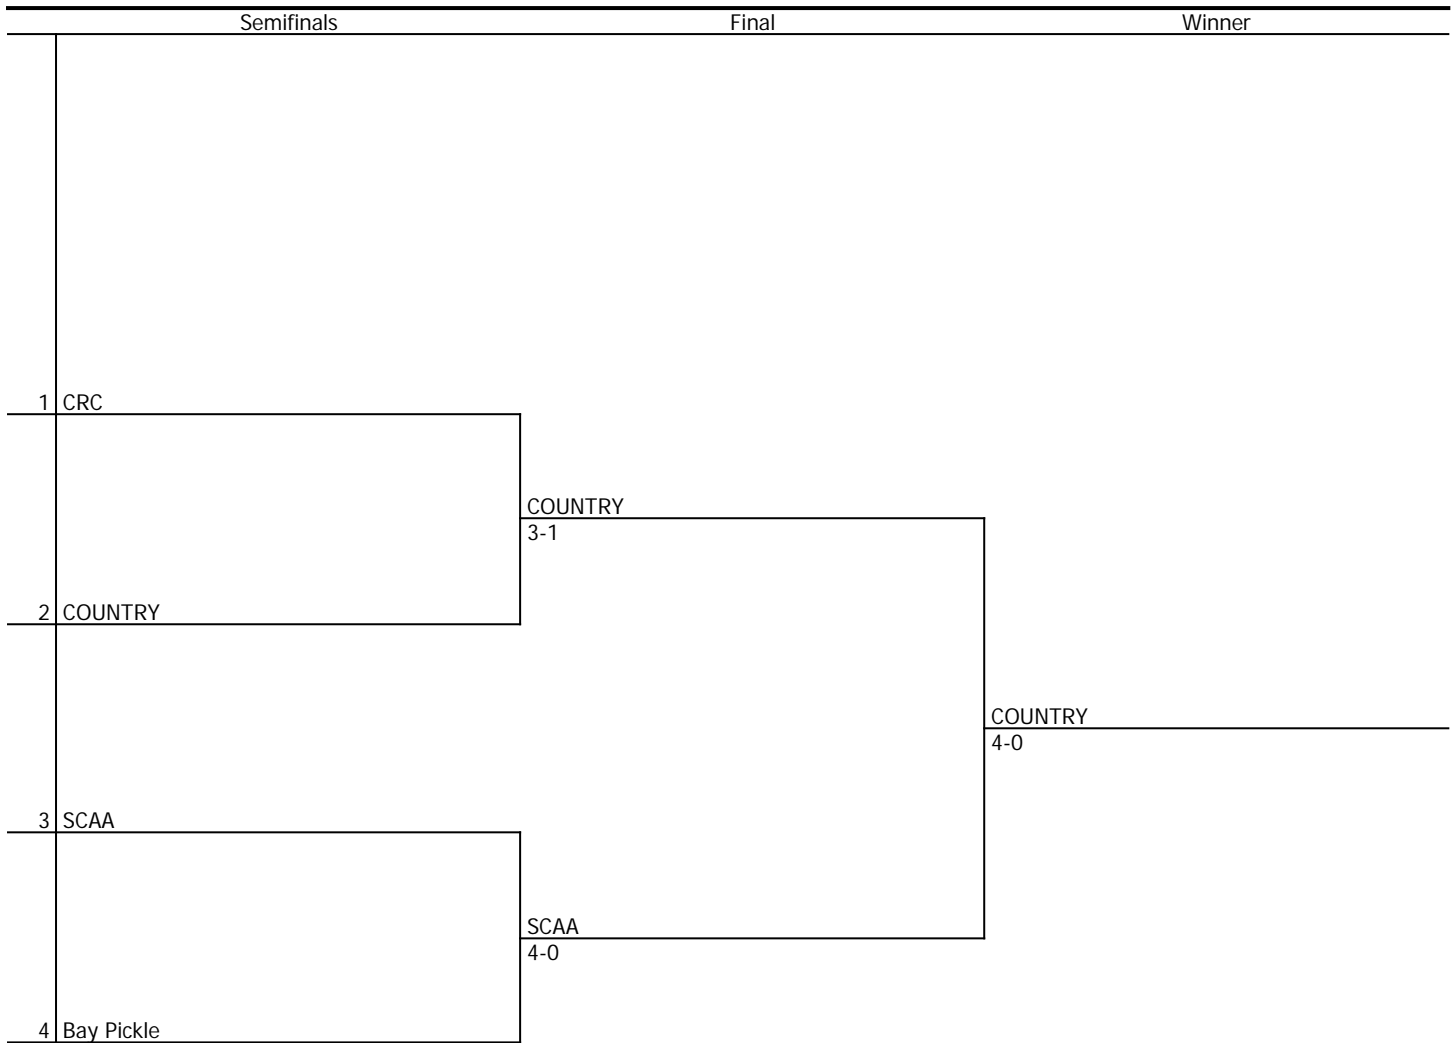 Semifinals Final Winner
1 CRC
COUNTRY
3-1
2 COUNTRY
COUNTRY
4-0
3 SCAA
SCAA
4-0
4 Bay Pickle